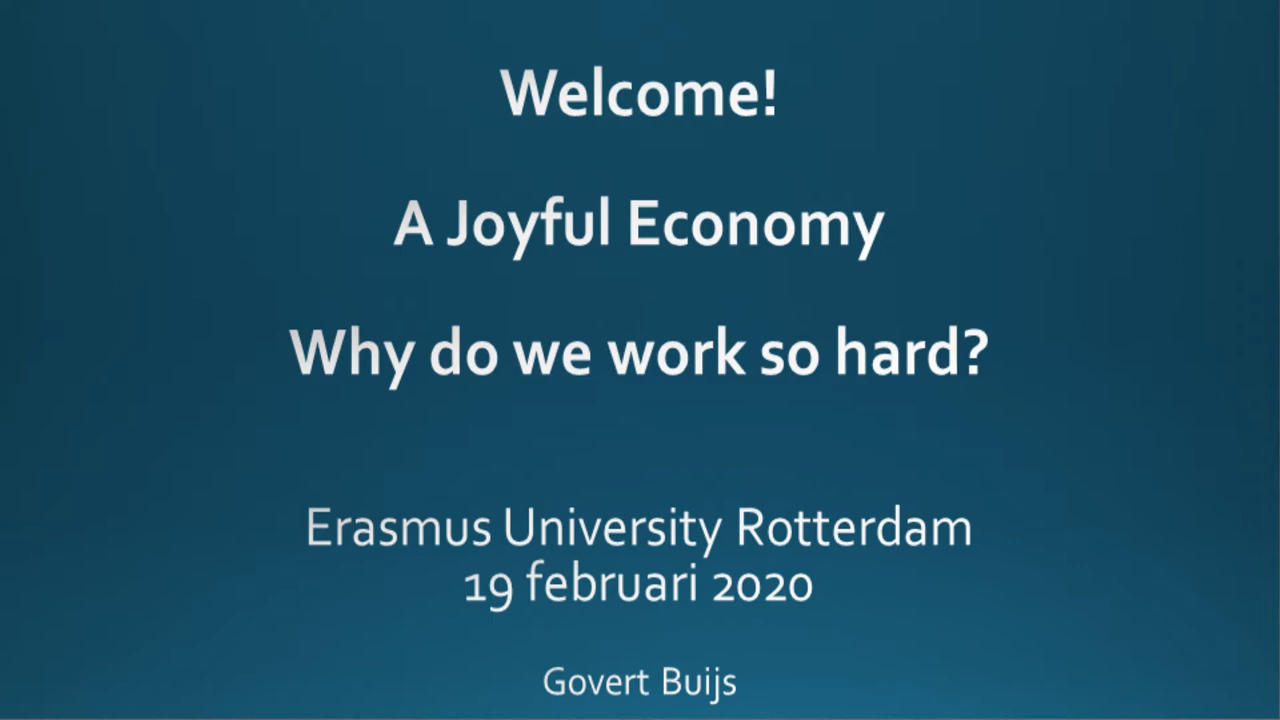 Welcome!
A Joyful Economy
Why do we work so hard?
Erasmus University Rotterdam
19 februari 2020
Govert Buijs